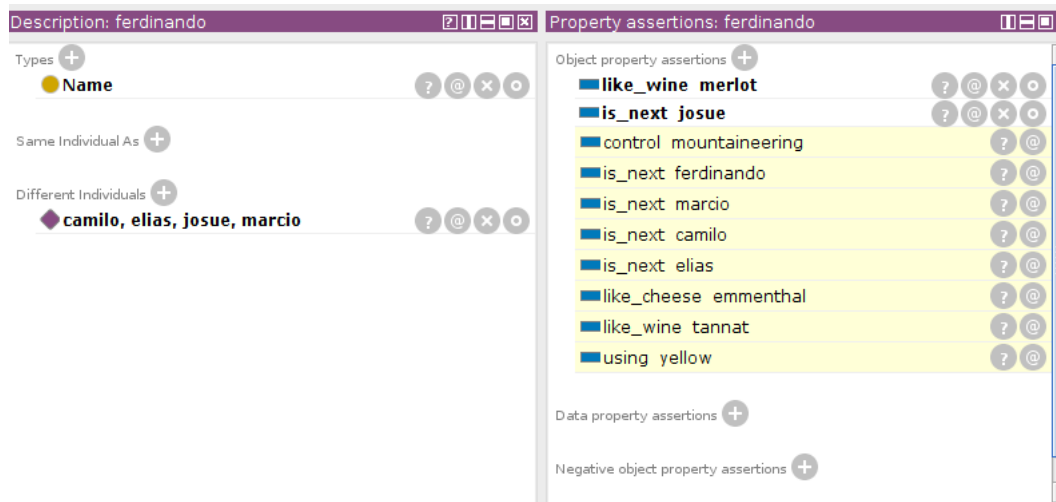 Description: ferdinando
Types
Name
Same Individual As
Different Individuals
camilo, elias, josue, marcio
Property assertions: ferdinando
Object property assertions
like_wine merlot
is_next josue
control mountaineering
is_next ferdinando
is_next marcio
is_next camilo
is_next elias
like_cheese emmenthal
like_wine tannat
using yellow
Data property assertions
Negative object property assertions